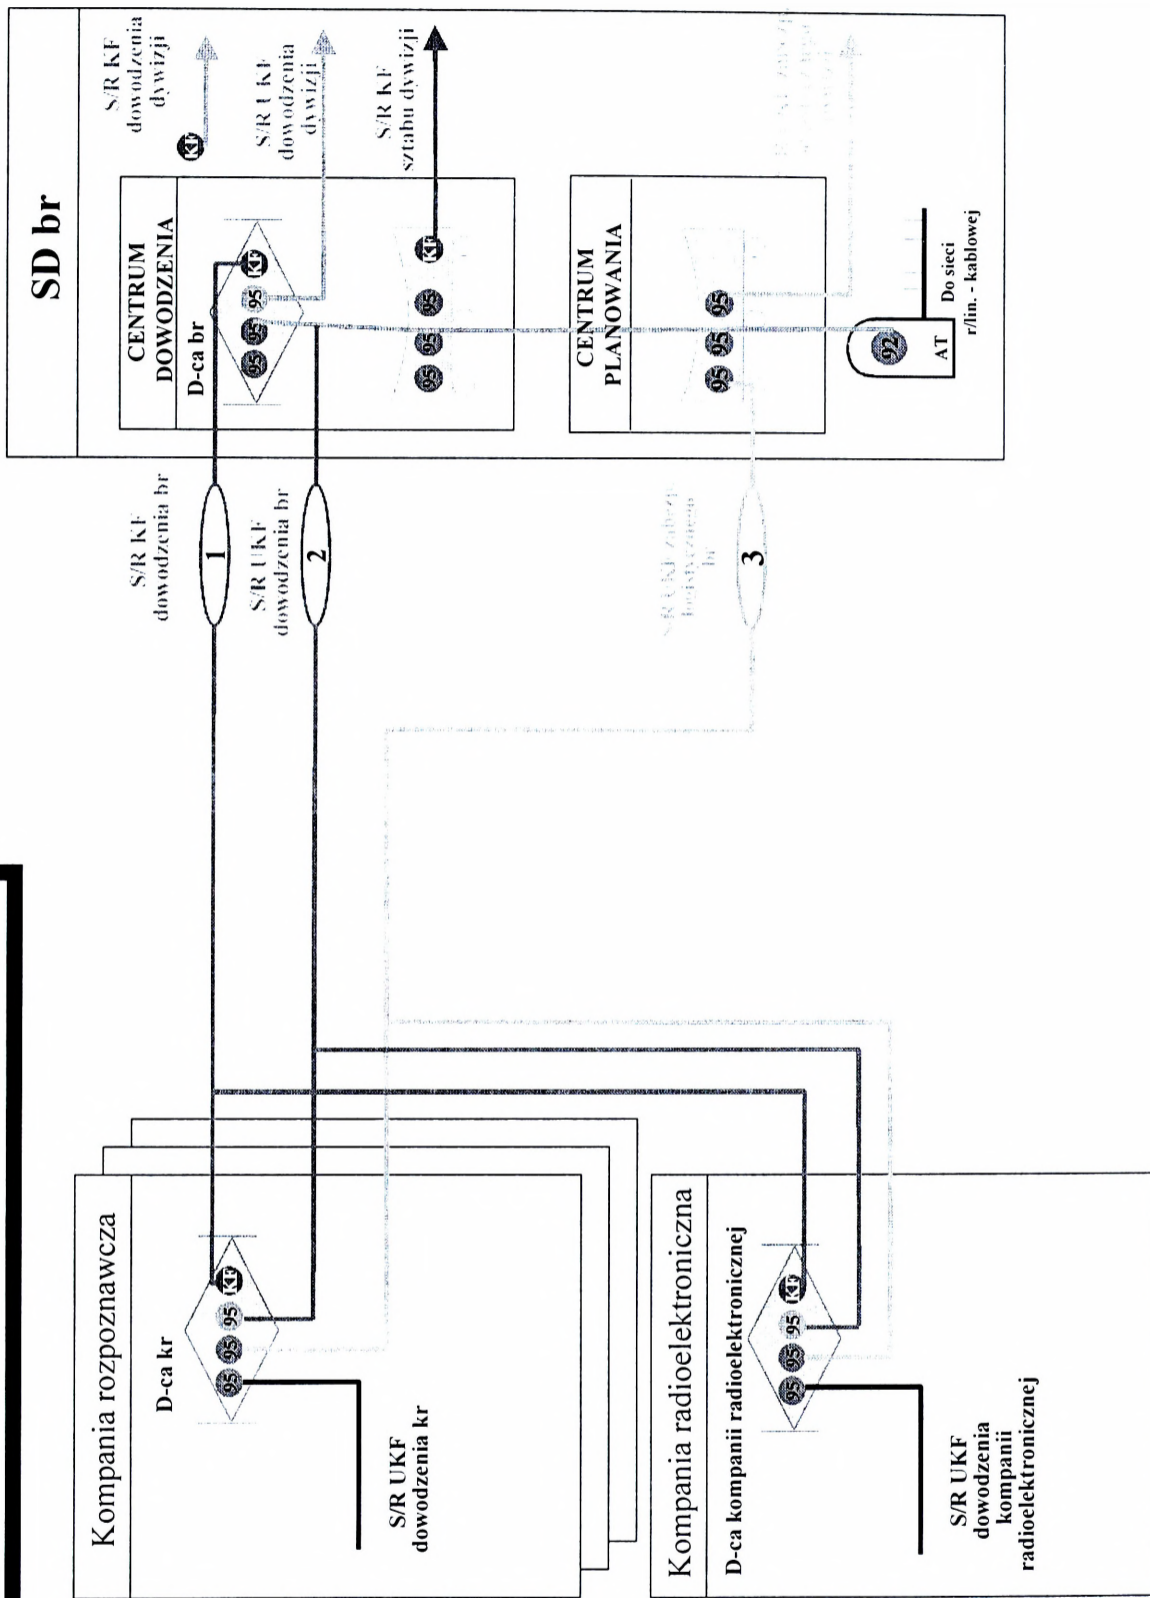 SD br
S/R KF
dowodzenia
dywizji
KF
S/R UKF
dowodzenia
dywizji
S/R KF
sztabu dywizji
CENTRUM
DOWODZENIA
D-ca br
95
95
95
KF
95
95
95
KF
CENTRUM
PLANOWANIA
95
95
95
92
AT
Do sieci
r/lin. - kablowej
S/R KF
dowodzenia br
1
S/R UKF
dowodzenia br
2
S/R UKF
br
3
Kompania rozpoznawcza
D-ca kr
95
95
95
KF
S/R UKF
dowodzenia kr
Kompania radioelektroniczna
D-ca kompanii radioelektronicznej
95
95
95
KF
S/R UKF
dowodzenia
kompanii
radioelektronicznej